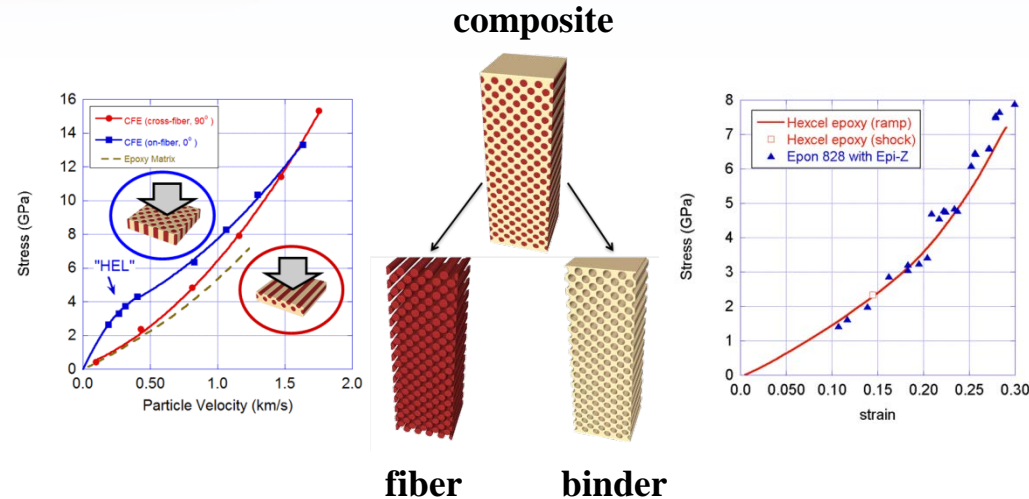 composite
16
14
12
10
8
6
4
2
0
Stress (GPa)
CFE (cross-fiber, 90°)
CFE (on-fiber, 0°)
Epoxy Matrix
"HEL"
0.0
0.50
1.0
1.5
2.0
Particle Velocity (km/s)
8
7
6
5
4
3
2
1
0
Stress (GPa)
Hexcel epoxy (ramp)
Hexcel epoxy (shock)
Epon 828 with Epi-Z
0
0.050
0.10
0.15
0.20
0.25
0.30
strain
fiber
binder